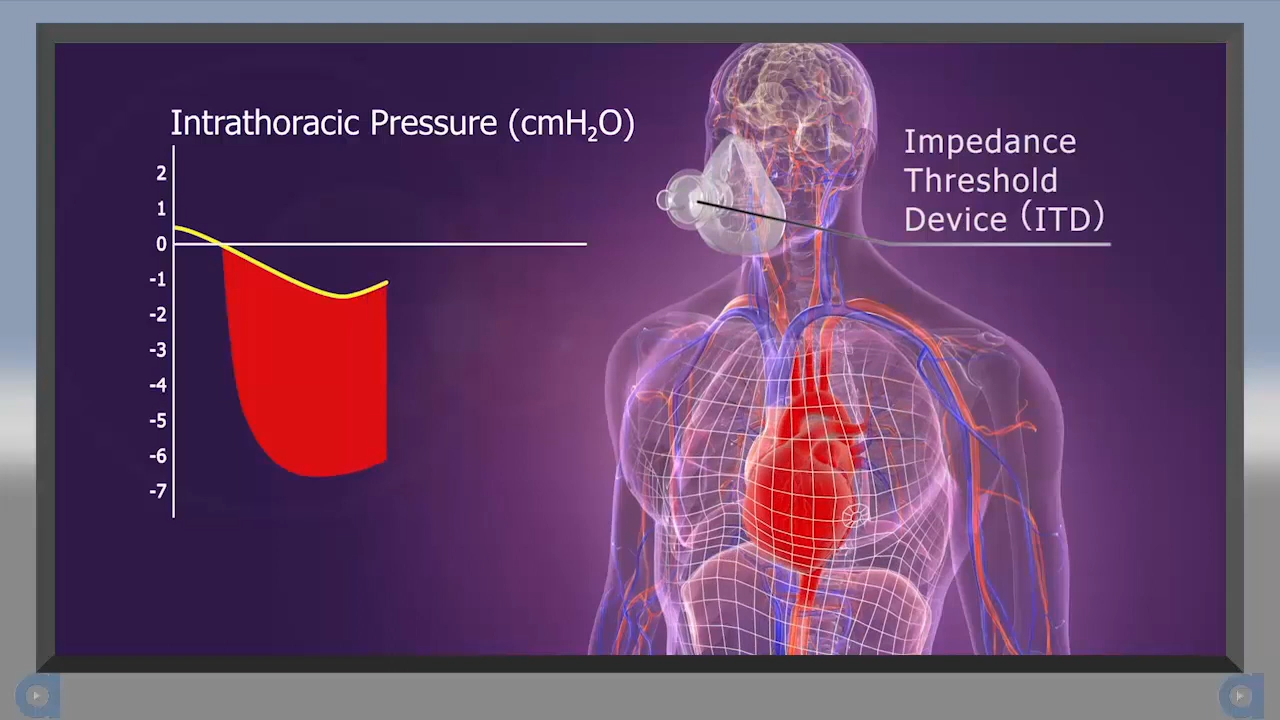 Intrathoracic Pressure (cmH₂O)
2
1
0
-1
-2
-3
-4
-5
-6
-7
Impedance
Threshold
Device (ITD)